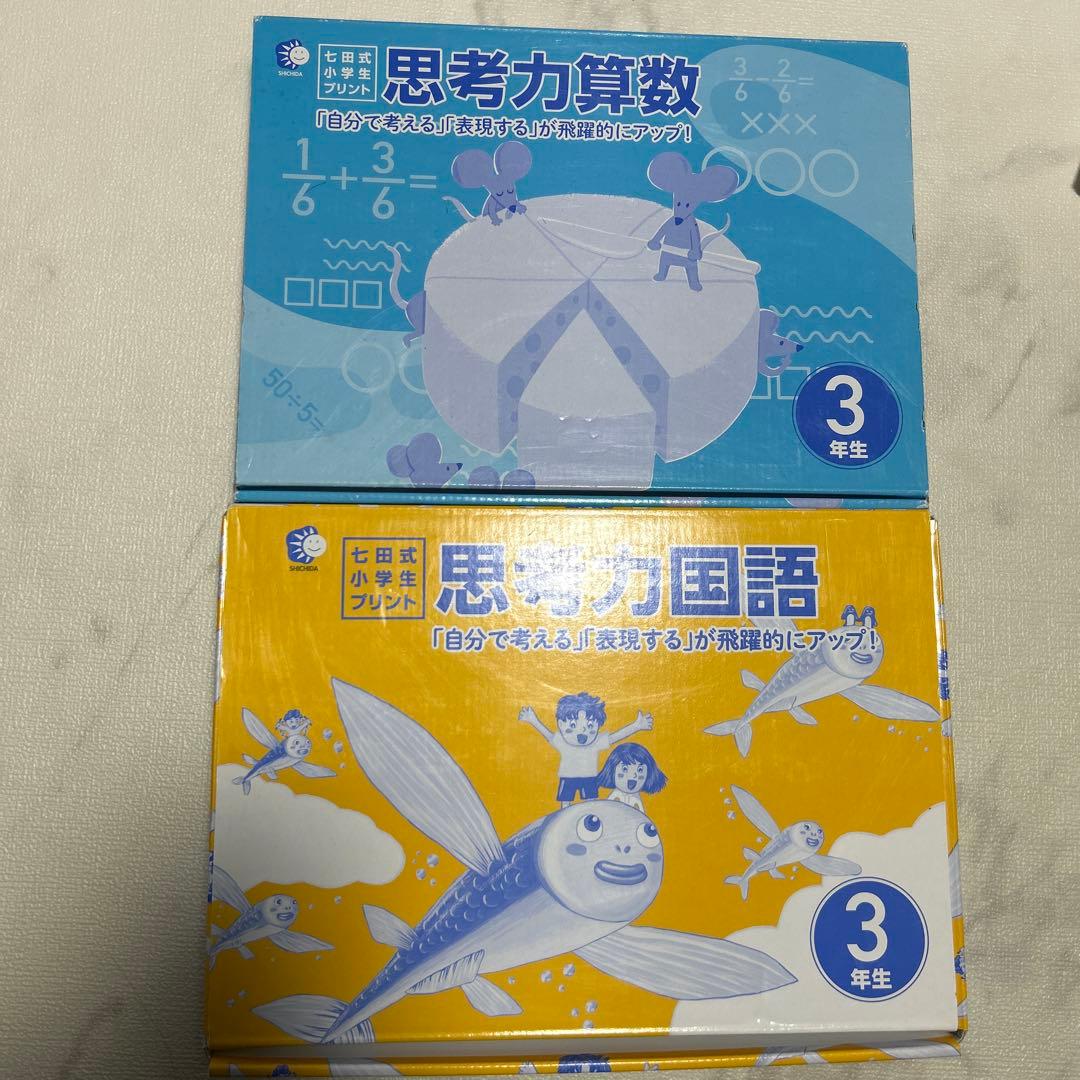 SHICHIDA
七田式
小学生
プリント
思考力算数
「自分で考える」「表現する」が飛躍的にアップ!
3/6-2/6=
×××
1/6+3/6=
50÷5=
3
年生
SHICHIDA
七田式
小学生
プリント
思考力国語
「自分で考える」「表現する」が飛躍的にアップ!
3
年生